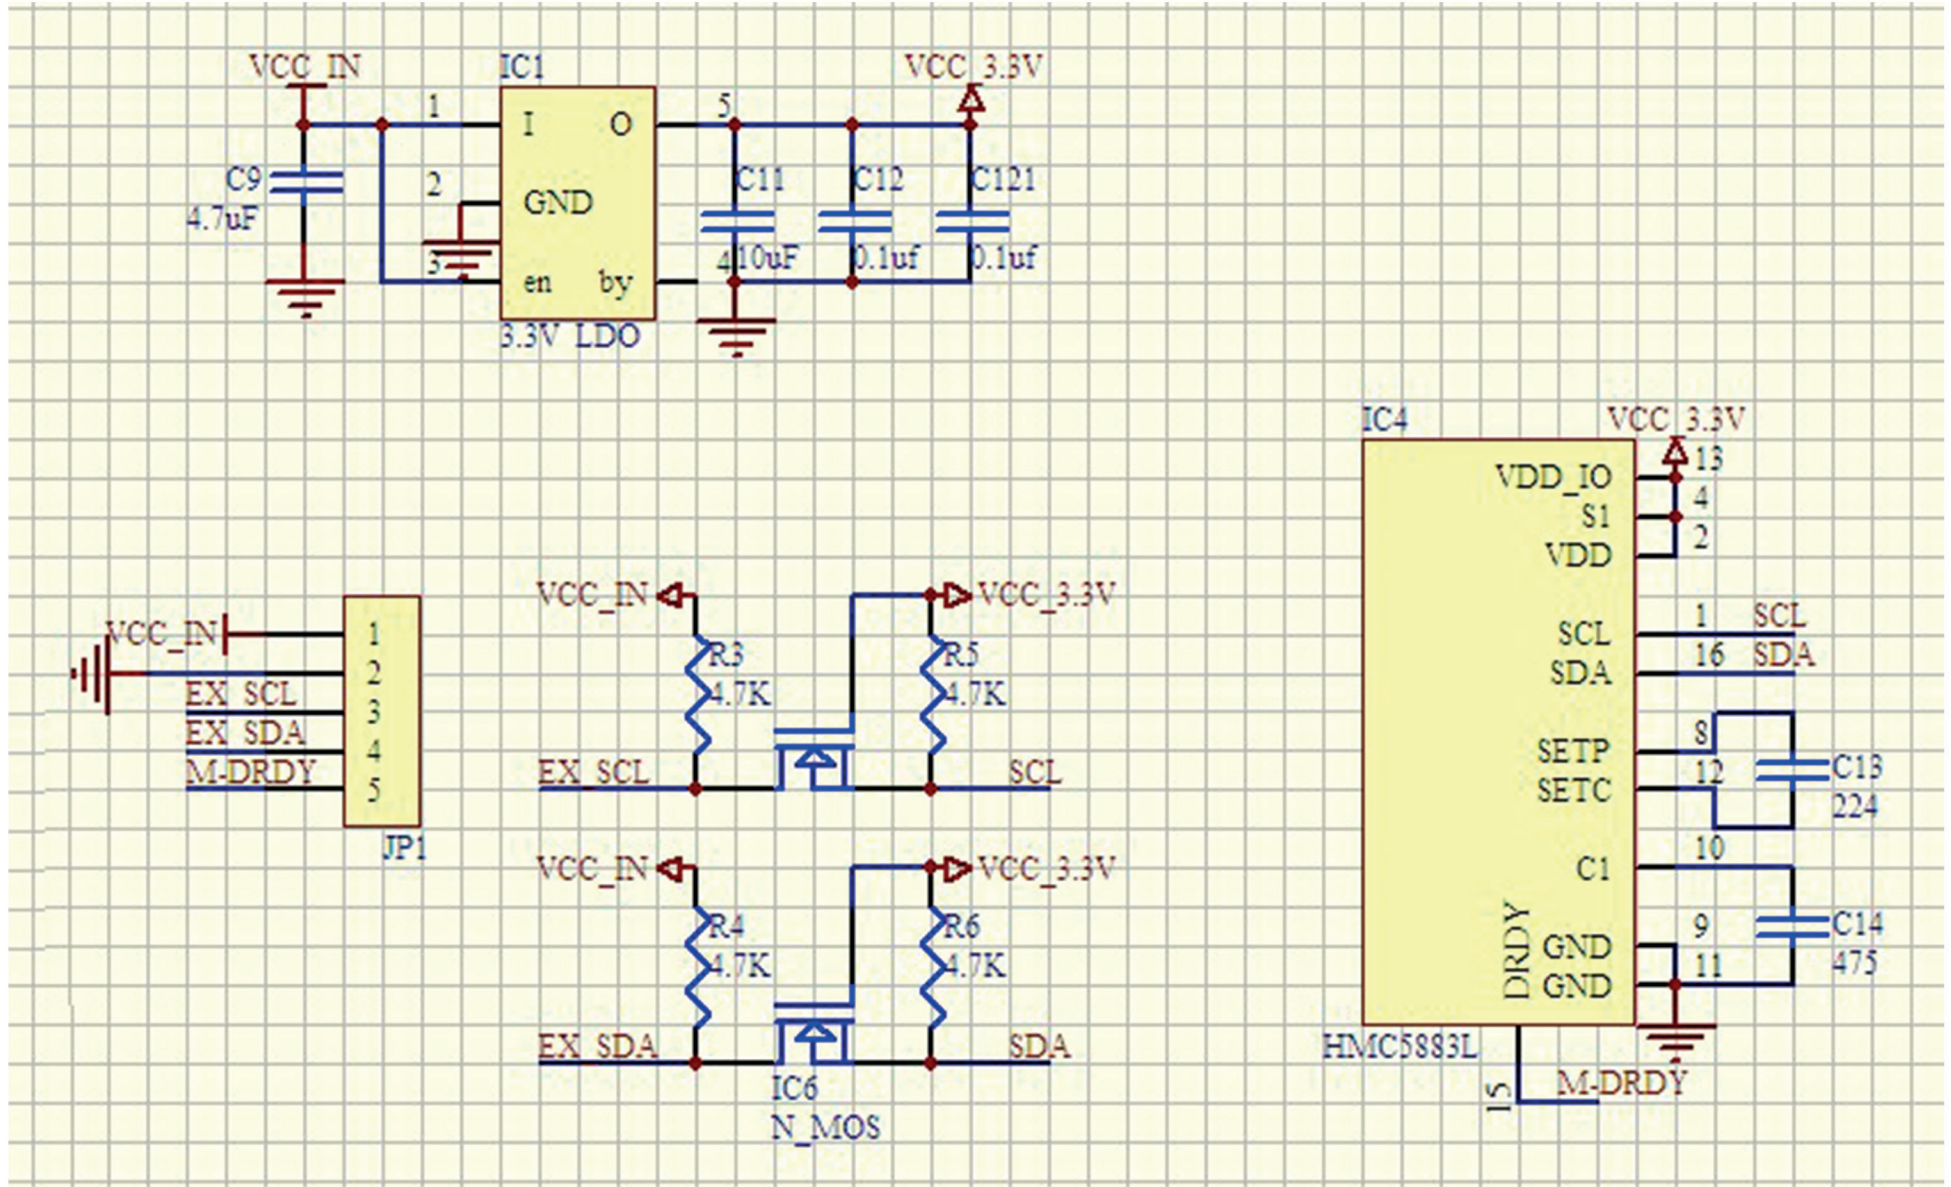 VCC_IN
IC1
VCC_3.3V
1
I
O
5
C9
4.7uF
2
GND
C11
C12
C121
3
en
by
4
10uF
0.1uf
0.1uf
3.3V LDO
IC4
VCC_3.3V
VDD_IO
13
S1
4
VDD
2
SCL
1
SCL
SDA
16
SDA
SETP
8
SETC
12
C13
224
C1
10
C14
475
GND
9
GND
11
DRDY
HMC5883L
15
M-DRDY
VCC_IN
1
2
EX_SCL
3
EX_SDA
4
M-DRDY
5
JP1
VCC_IN
VCC_3.3V
R3
4.7K
R5
4.7K
EX_SCL
SCL
VCC_IN
VCC_3.3V
R4
4.7K
R6
4.7K
EX_SDA
SDA
IC6
N_MOS